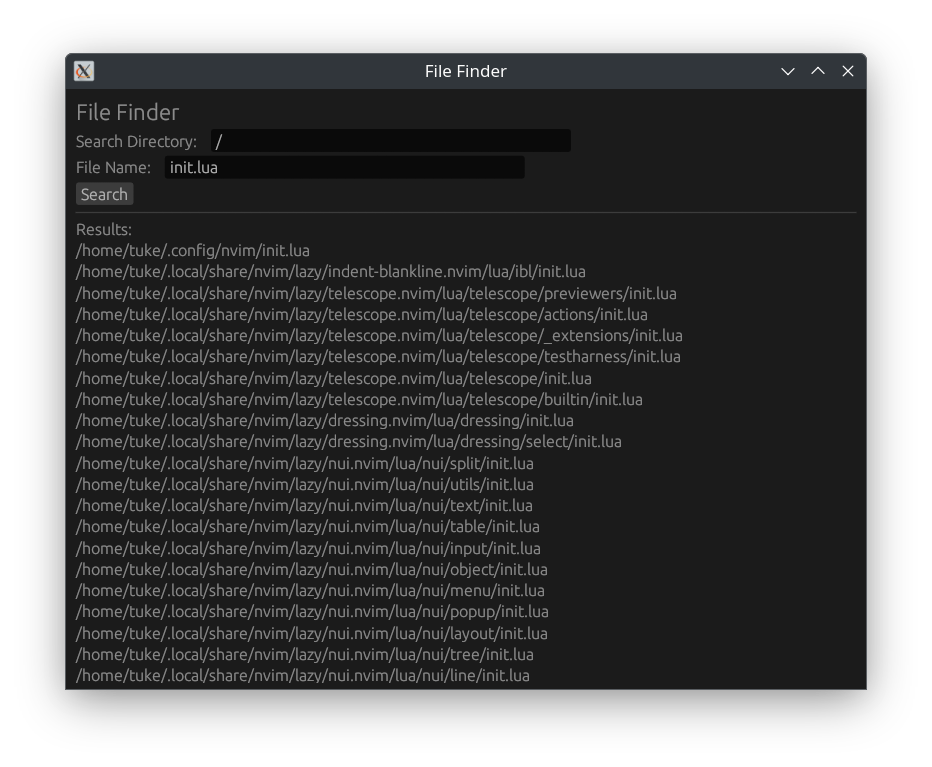 File Finder
File Finder
Search Directory: /
File Name: init.lua
Search
Results:
/home/tuke/.config/nvim/init.lua
/home/tuke/.local/share/nvim/lazy/indent-blankline.nvim/lua/ibl/init.lua
/home/tuke/.local/share/nvim/lazy/telescope.nvim/lua/telescope/previewers/init.lua
/home/tuke/.local/share/nvim/lazy/telescope.nvim/lua/telescope/actions/init.lua
/home/tuke/.local/share/nvim/lazy/telescope.nvim/lua/telescope/_extensions/init.lua
/home/tuke/.local/share/nvim/lazy/telescope.nvim/lua/telescope/testharness/init.lua
/home/tuke/.local/share/nvim/lazy/telescope.nvim/lua/telescope/init.lua
/home/tuke/.local/share/nvim/lazy/telescope.nvim/lua/telescope/builtin/init.lua
/home/tuke/.local/share/nvim/lazy/dressing.nvim/lua/dressing/init.lua
/home/tuke/.local/share/nvim/lazy/dressing.nvim/lua/dressing/select/init.lua
/home/tuke/.local/share/nvim/lazy/nui.nvim/lua/nui/split/init.lua
/home/tuke/.local/share/nvim/lazy/nui.nvim/lua/nui/utils/init.lua
/home/tuke/.local/share/nvim/lazy/nui.nvim/lua/nui/text/init.lua
/home/tuke/.local/share/nvim/lazy/nui.nvim/lua/nui/table/init.lua
/home/tuke/.local/share/nvim/lazy/nui.nvim/lua/nui/input/init.lua
/home/tuke/.local/share/nvim/lazy/nui.nvim/lua/nui/object/init.lua
/home/tuke/.local/share/nvim/lazy/nui.nvim/lua/nui/menu/init.lua
/home/tuke/.local/share/nvim/lazy/nui.nvim/lua/nui/popup/init.lua
/home/tuke/.local/share/nvim/lazy/nui.nvim/lua/nui/layout/init.lua
/home/tuke/.local/share/nvim/lazy/nui.nvim/lua/nui/tree/init.lua
/home/tuke/.local/share/nvim/lazy/nui.nvim/lua/nui/line/init.lua